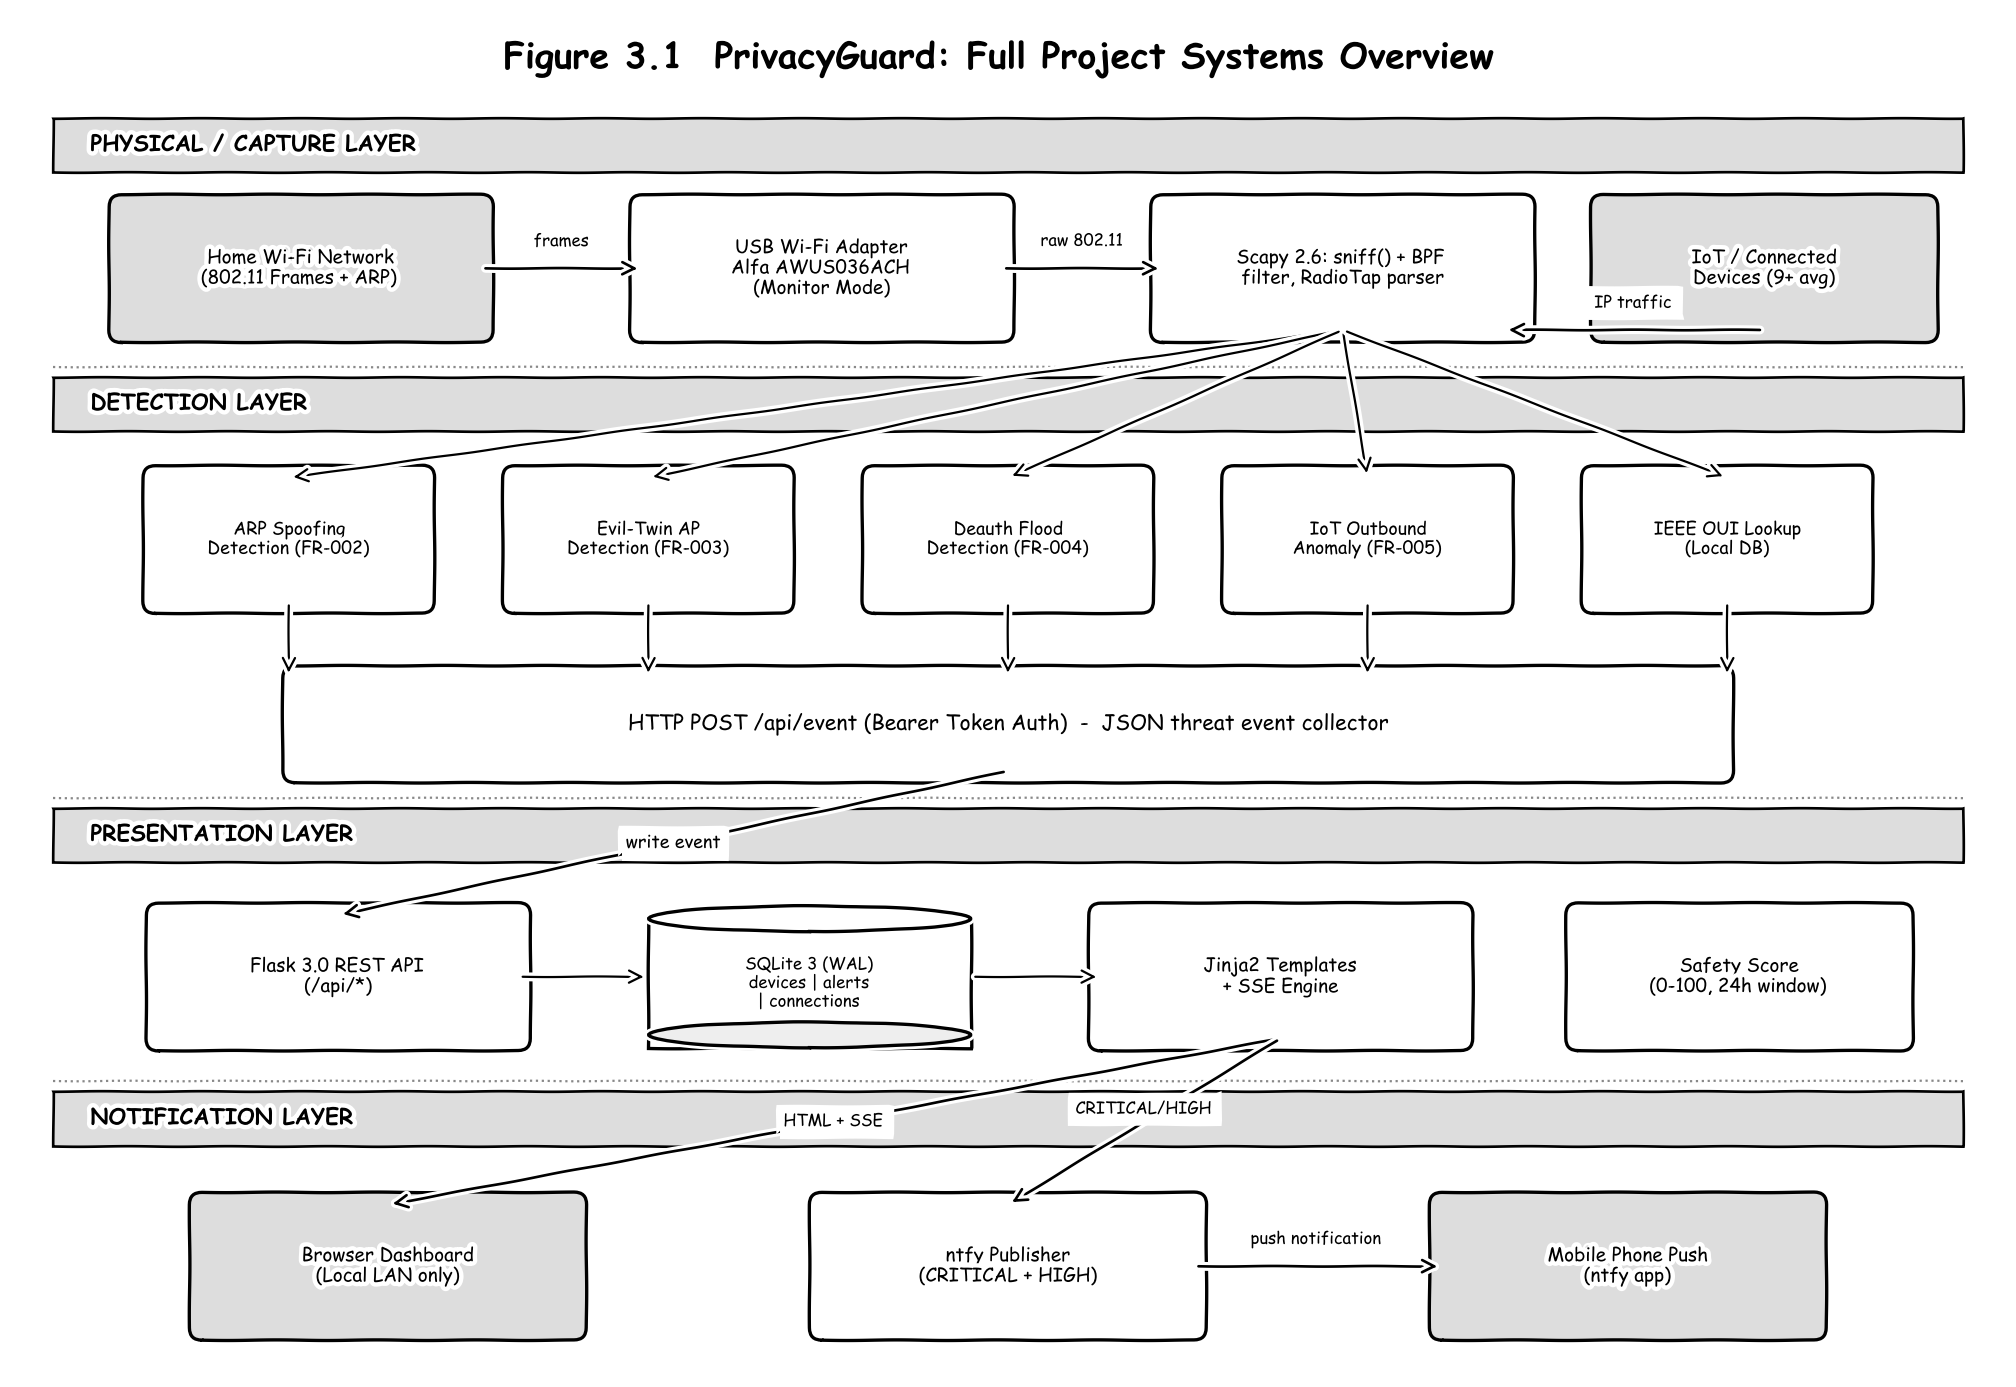 Figure 3.1 PrivacyGuard: Full Project Systems Overview
PHYSICAL / CAPTURE LAYER
Home Wi-Fi Network
(802.11 Frames + ARP)
frames
USB Wi-Fi Adapter
Alfa AWUS036ACH
(Monitor Mode)
raw 802.11
Scapy 2.6: sniff() + BPF
filter, RadioTap parser
IoT / Connected
Devices (9+ avg)
IP traffic
DETECTION LAYER
ARP Spoofing
Detection (FR-002)
Evil-Twin AP
Detection (FR-003)
Deauth Flood
Detection (FR-004)
IoT Outbound
Anomaly (FR-005)
IEEE OUI Lookup
(Local DB)
HTTP POST /api/event (Bearer Token Auth) - JSON threat event collector
PRESENTATION LAYER
write event
Flask 3.0 REST API
(/api/*)
SQLite 3 (WAL)
devices | alerts
| connections
Jinja2 Templates
+ SSE Engine
Safety Score
(0-100, 24h window)
NOTIFICATION LAYER
HTML + SSE
CRITICAL/HIGH
Browser Dashboard
(Local LAN only)
ntfy Publisher
(CRITICAL + HIGH)
push notification
Mobile Phone Push
(ntfy app)